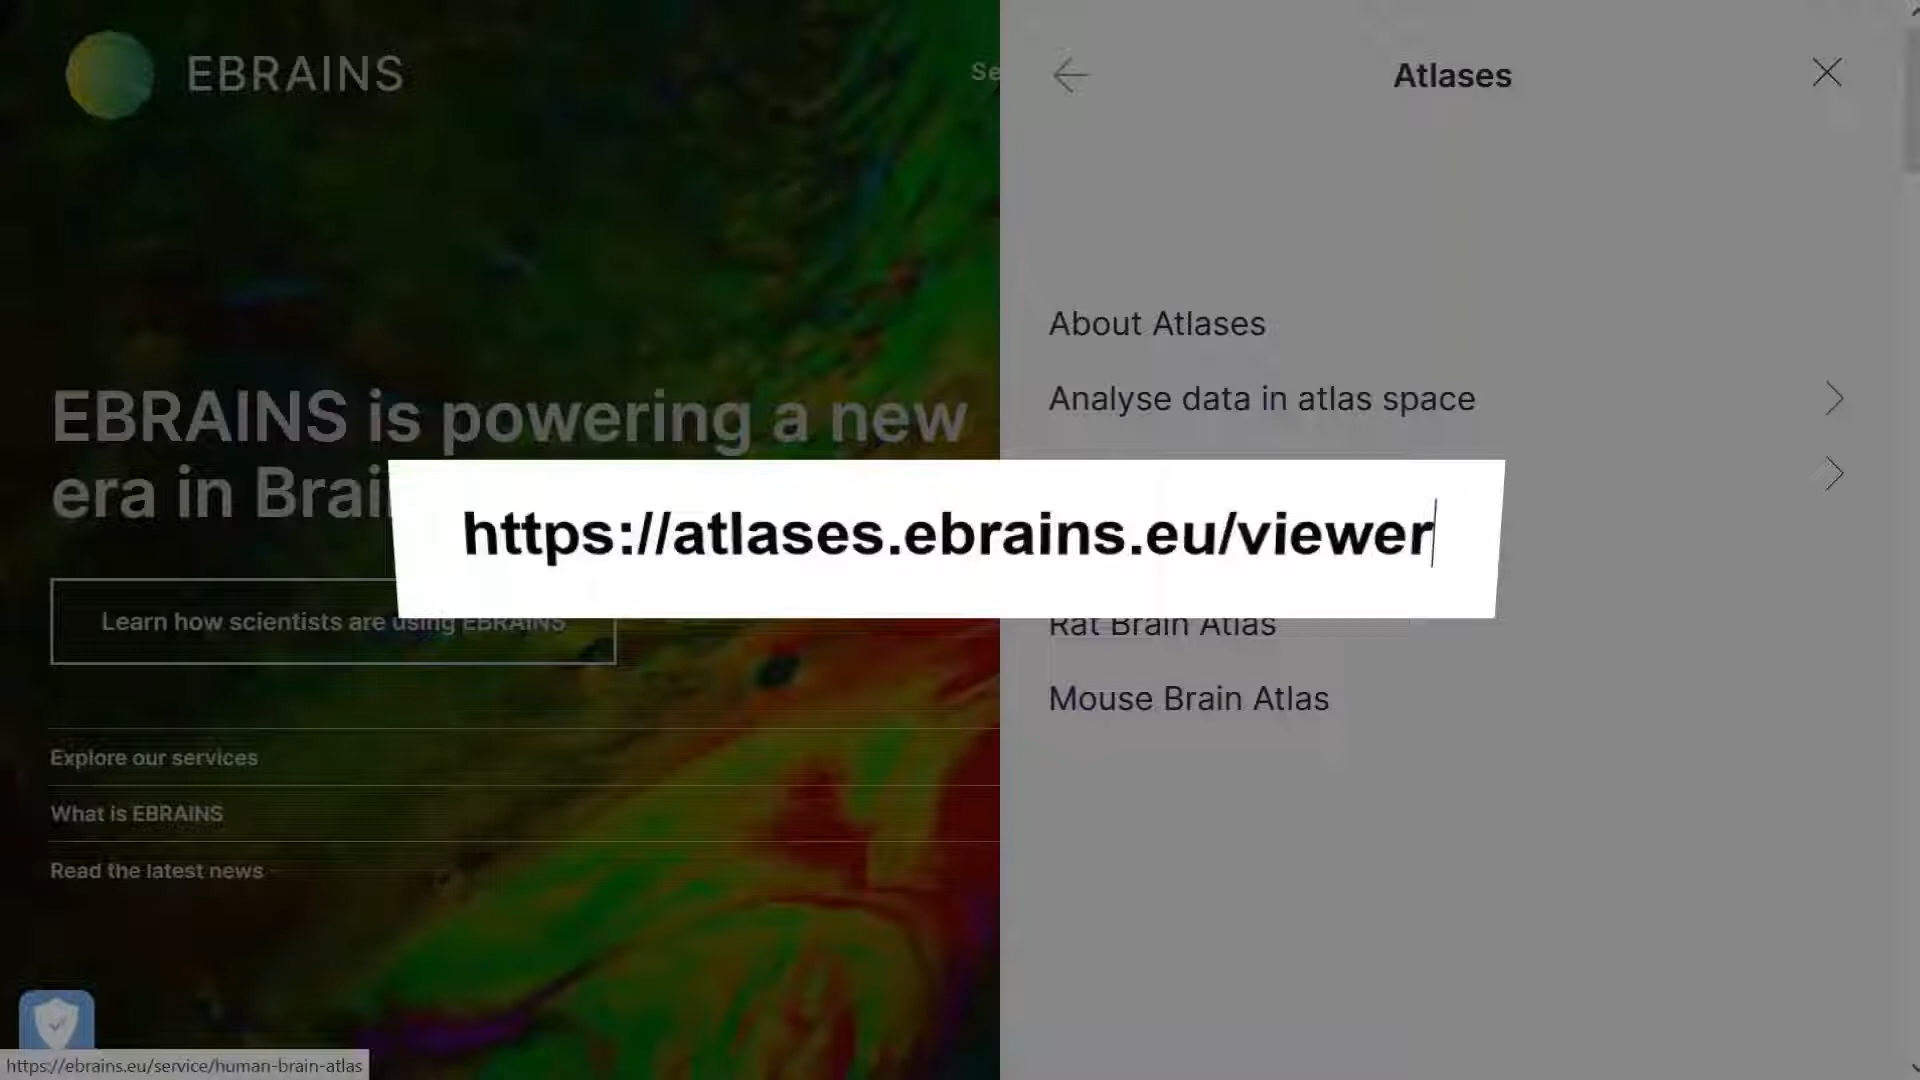 EBRAINS
Se
Atlases
About Atlases
Analyse data in atlas space
EBRAINS is powering a new
era in Brai
https://atlases.ebrains.eu/viewer
Learn how scientists are using EBRAINS
Rat Brain Atlas
Mouse Brain Atlas
Explore our services
What is EBRAINS
Read the latest news
https://ebrains.eu/service/human-brain-atlas